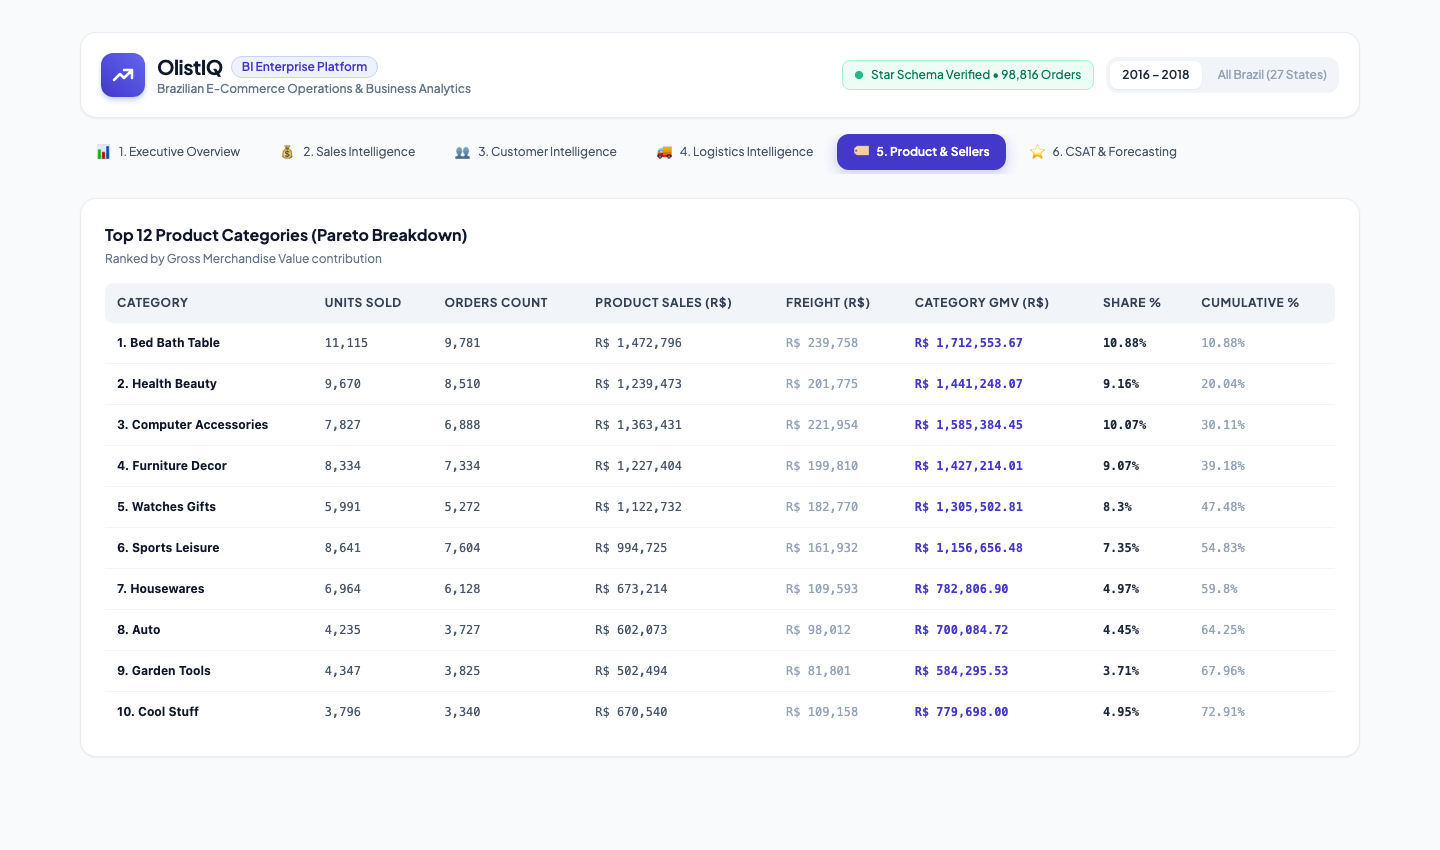 OlistIQ BI Enterprise Platform
Brazilian E-Commerce Operations & Business Analytics
Star Schema Verified • 98,816 Orders
2016 – 2018 All Brazil (27 States)
1. Executive Overview 2. Sales Intelligence 3. Customer Intelligence 4. Logistics Intelligence 5. Product & Sellers 6. CSAT & Forecasting
Top 12 Product Categories (Pareto Breakdown)
Ranked by Gross Merchandise Value contribution
CATEGORY UNITS SOLD ORDERS COUNT PRODUCT SALES (R$) FREIGHT (R$) CATEGORY GMV (R$) SHARE % CUMULATIVE %
1. Bed Bath Table 11,115 9,781 R$ 1,472,796 R$ 239,758 R$ 1,712,553.67 10.88% 10.88%
2. Health Beauty 9,670 8,510 R$ 1,239,473 R$ 201,775 R$ 1,441,248.07 9.16% 20.04%
3. Computer Accessories 7,827 6,888 R$ 1,363,431 R$ 221,954 R$ 1,585,384.45 10.07% 30.11%
4. Furniture Decor 8,334 7,334 R$ 1,227,404 R$ 199,810 R$ 1,427,214.01 9.07% 39.18%
5. Watches Gifts 5,991 5,272 R$ 1,122,732 R$ 182,770 R$ 1,305,502.81 8.3% 47.48%
6. Sports Leisure 8,641 7,604 R$ 994,725 R$ 161,932 R$ 1,156,656.48 7.35% 54.83%
7. Housewares 6,964 6,128 R$ 673,214 R$ 109,593 R$ 782,806.90 4.97% 59.8%
8. Auto 4,235 3,727 R$ 602,073 R$ 98,012 R$ 700,084.72 4.45% 64.25%
9. Garden Tools 4,347 3,825 R$ 502,494 R$ 81,801 R$ 584,295.53 3.71% 67.96%
10. Cool Stuff 3,796 3,340 R$ 670,540 R$ 109,158 R$ 779,698.00 4.95% 72.91%